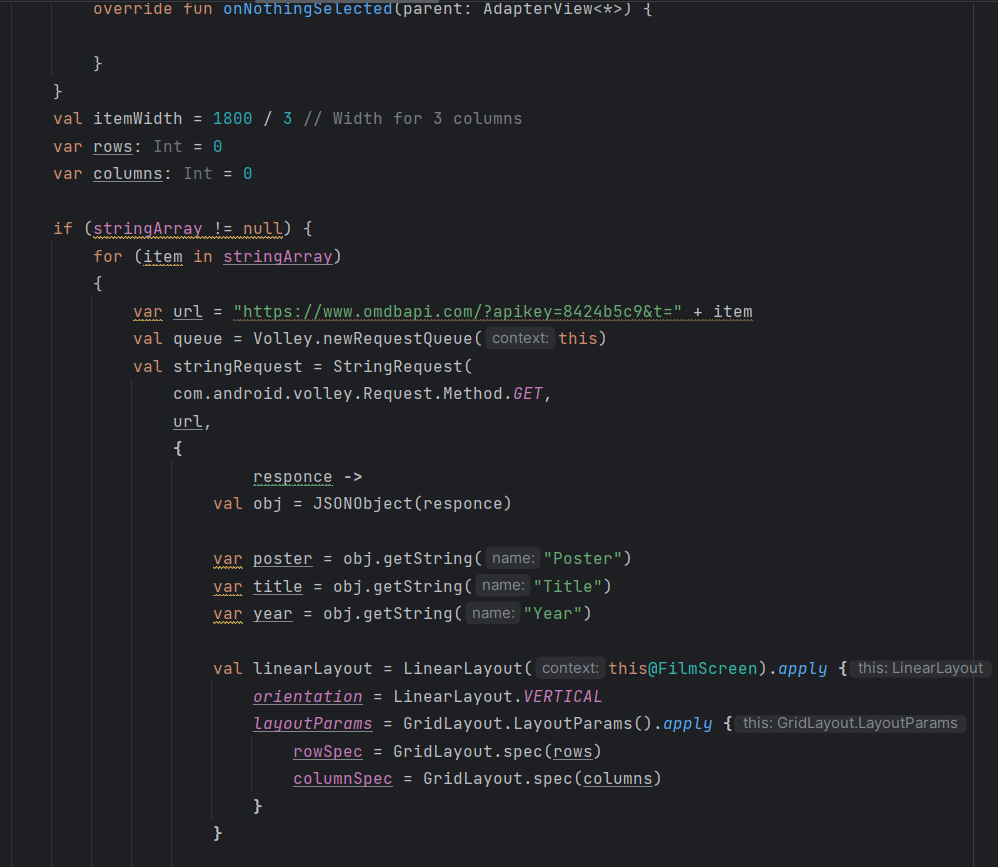 override fun onNothingSelected(parent: AdapterView<*>) {
}
}
val itemWidth = 1800 / 3 // Width for 3 columns
var rows: Int = 0
var columns: Int = 0
if (stringArray != null) {
for (item in stringArray)
{
var url = "https://www.omdbapi.com/?apikey=8424b5c9&t=" + item
val queue = Volley.newRequestQueue( context: this)
val stringRequest = StringRequest(
com.android.volley.Request.Method.GET,
url,
{
responce ->
val obj = JSONObject(responce)
var poster = obj.getString( name: "Poster")
var title = obj.getString( name: "Title")
var year = obj.getString( name: "Year")
val linearLayout = LinearLayout( context: this@FilmScreen).apply { this: LinearLayout
orientation = LinearLayout.VERTICAL
layoutParams = GridLayout.LayoutParams().apply { this: GridLayout.LayoutParams
rowSpec = GridLayout.spec(rows)
columnSpec = GridLayout.spec(columns)
}
}